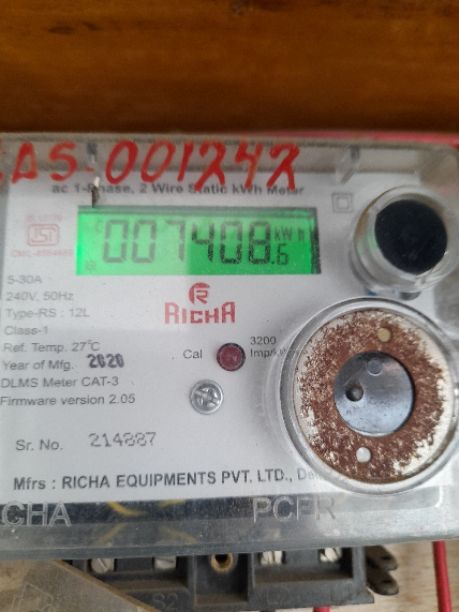 AS-001242
ac 1-Phase, 2 Wire Static kWh Meter
007408.6 kWh
5-30A
240V, 50Hz
Type-RS : 12L
Class-1
Ref. Temp. 27°C
Year of Mfg. 2020
DLMS Meter CAT-3
Firmware version 2.05
RICHA
Cal
3200
Imp/
Sr. No. 214887
Mfrs : RICHA EQUIPMENTS PVT. LTD.,
CHA
S2